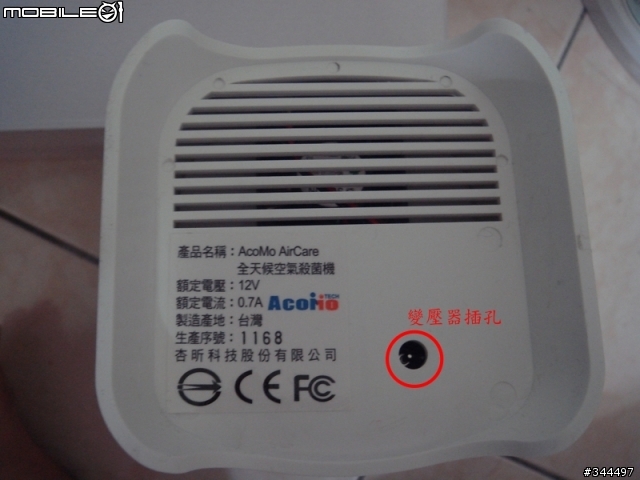 MOBILE01
產品名稱：AcoMo AirCare
全天候空氣殺菌機
額定電壓：12V
額定電流：0.7A
AcoMo TECH
製造產地：台灣
生產序號：1168
杏昕科技股份有限公司
CE FC
變壓器插孔
#344497